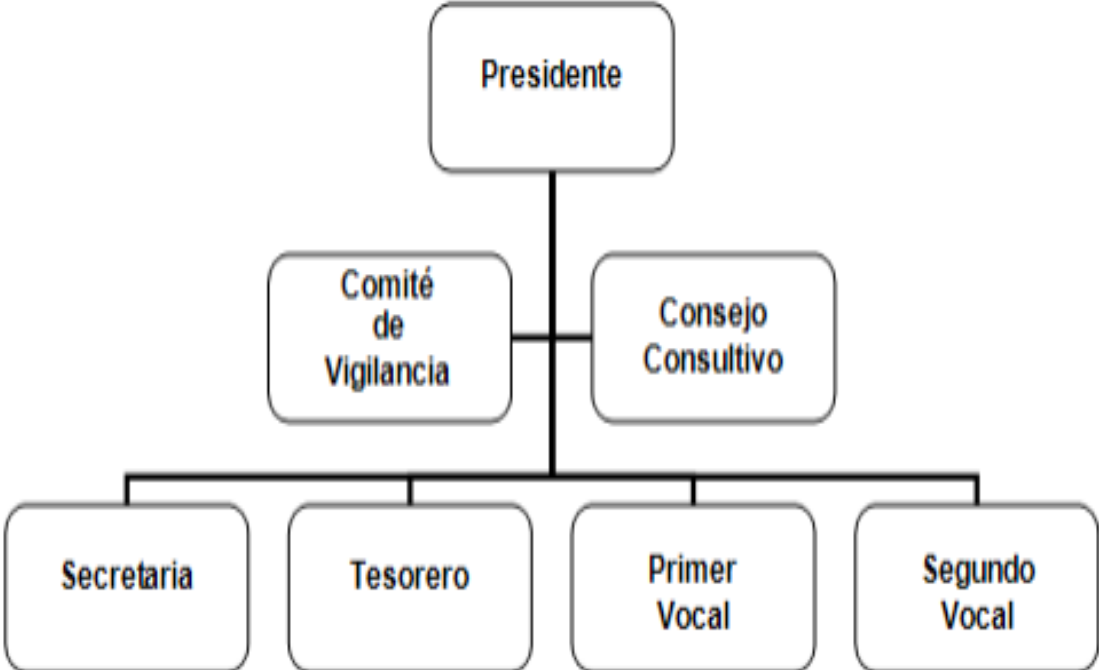 Presidente
Comité
de
Vigilancia
Consejo
Consultivo
Secretaria
Tesorero
Primer
Vocal
Segundo
Vocal